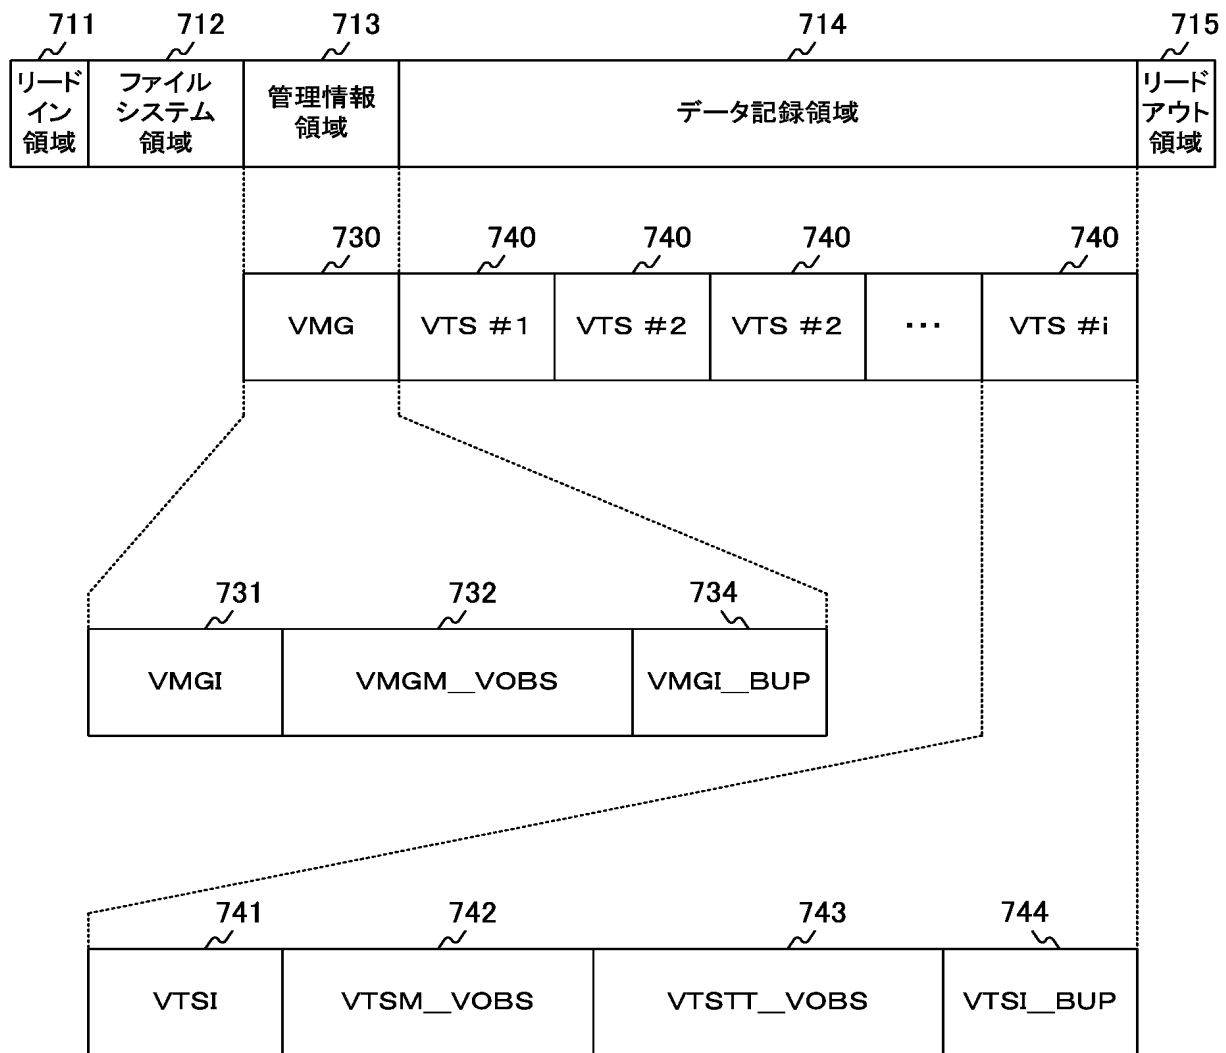 711 712 713 714 715
リード
イン
領域
ファイル
システム
領域
管理情報
領域
データ記録領域
リード
アウト
領域
730 740 740 740 740
VMG VTS #1 VTS #2 VTS #2 ・・・ VTS #i
731 732 734
VMGI VMGM__VOBS VMGI__BUP
741 742 743 744
VTSI VTSM__VOBS VTSTT__VOBS VTSI__BUP